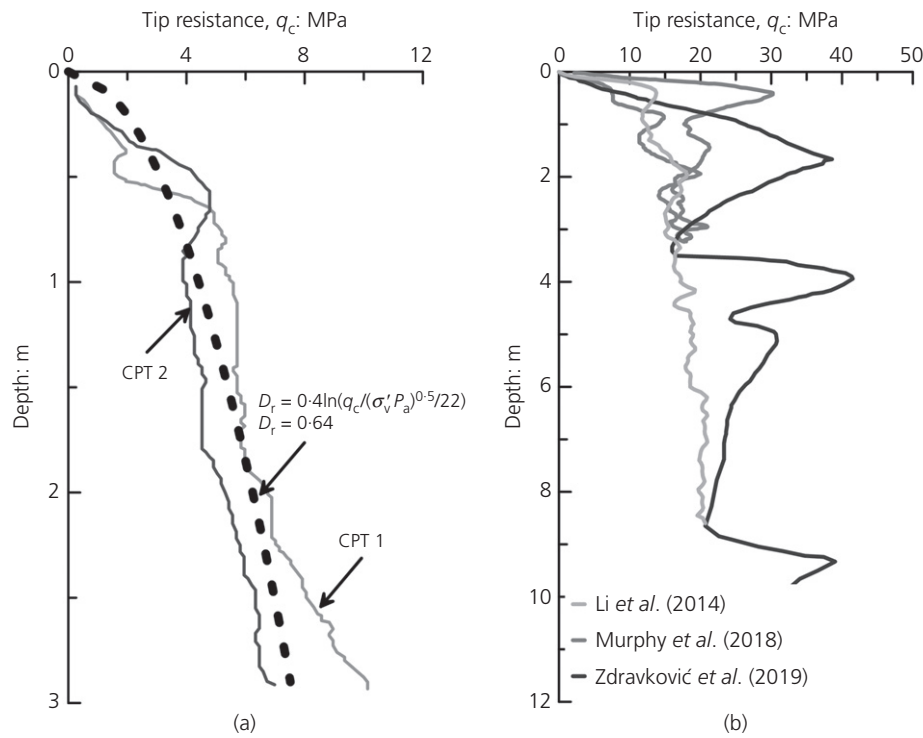 Tip resistance, q_c: MPa
0 4 8 12
0
1
2
3
Depth: m
CPT 2
D_r = 0·4ln(q_c/(σ′_v P_a)^0·5/22)
D_r = 0·64
CPT 1
(a)
Tip resistance, q_c: MPa
0 10 20 30 40 50
0
2
4
6
8
10
12
Depth: m
Li et al. (2014)
Murphy et al. (2018)
Zdravković et al. (2019)
(b)